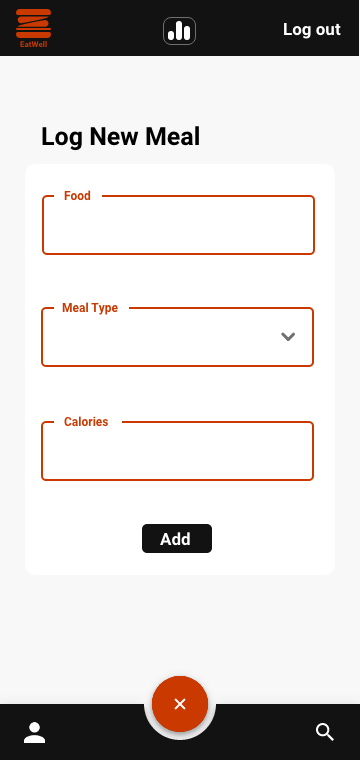 EatWell
Log out
Log New Meal
Food
Meal Type
Calories
Add